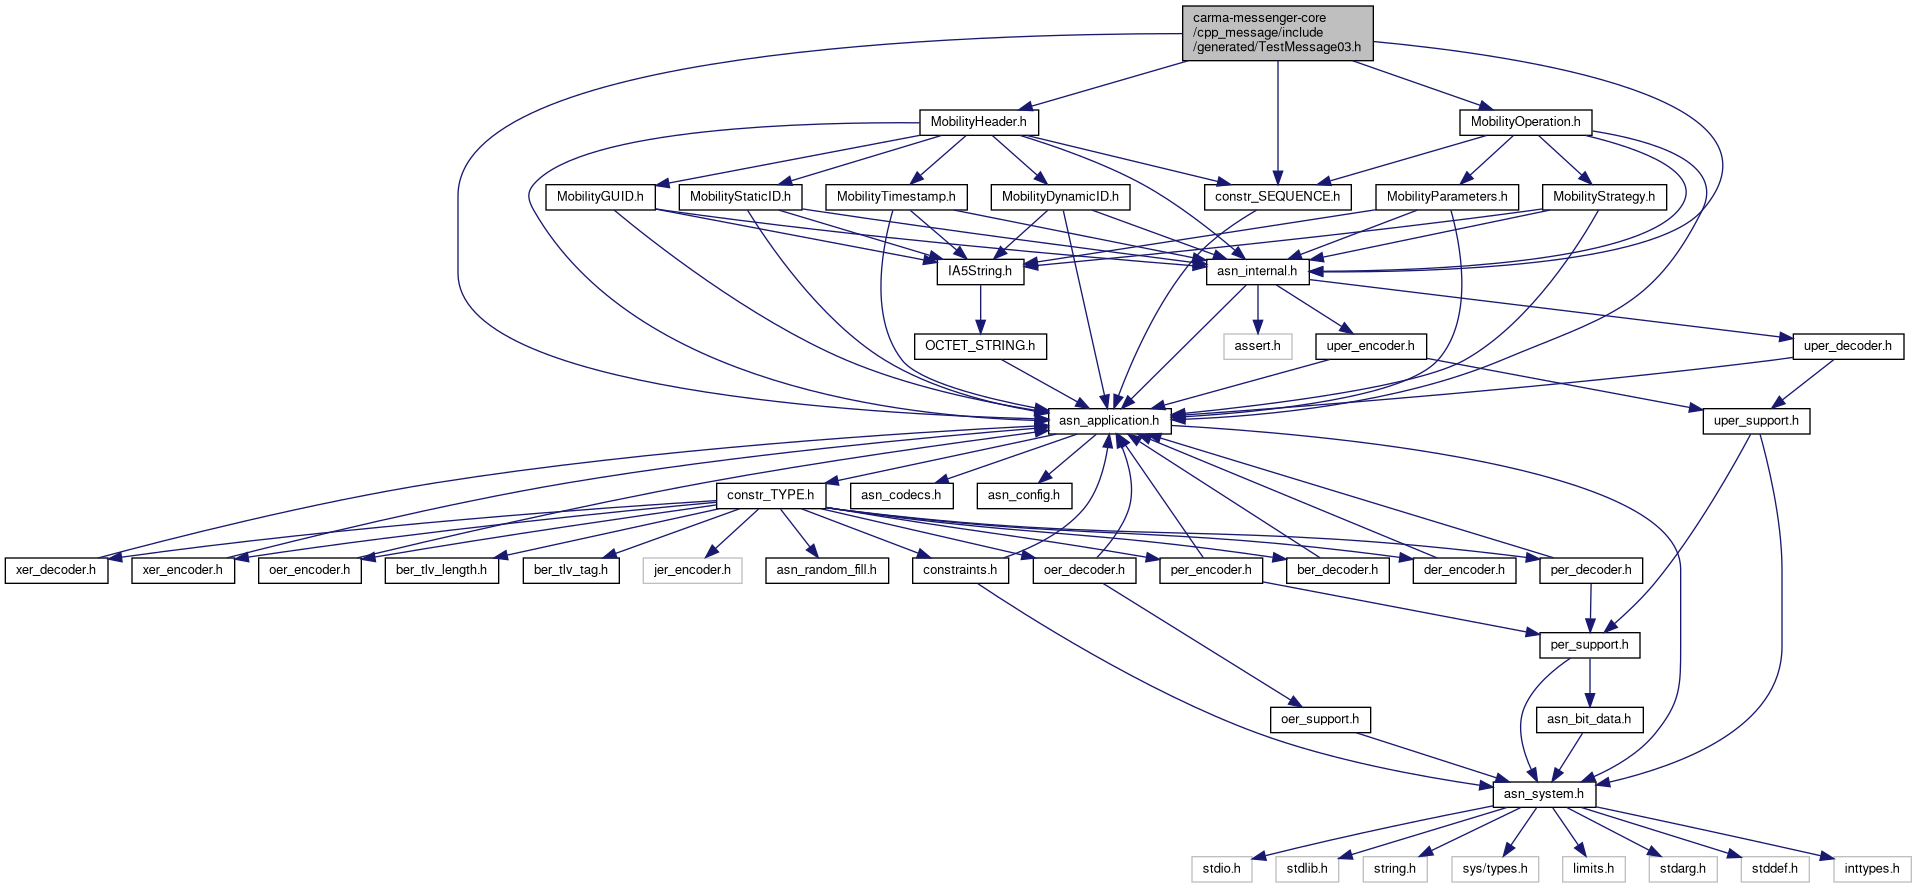 carma-messenger-core
/cpp_message/include
/generated/TestMessage03.h
MobilityHeader.h
MobilityOperation.h
MobilityGUID.h
MobilityStaticID.h
MobilityTimestamp.h
MobilityDynamicID.h
constr_SEQUENCE.h
MobilityParameters.h
MobilityStrategy.h
IA5String.h
asn_internal.h
OCTET_STRING.h
assert.h
uper_encoder.h
uper_decoder.h
asn_application.h
uper_support.h
constr_TYPE.h
asn_codecs.h
asn_config.h
xer_decoder.h
xer_encoder.h
oer_encoder.h
ber_tlv_length.h
ber_tlv_tag.h
jer_encoder.h
asn_random_fill.h
constraints.h
oer_decoder.h
per_encoder.h
ber_decoder.h
der_encoder.h
per_decoder.h
per_support.h
oer_support.h
asn_bit_data.h
asn_system.h
stdio.h
stdlib.h
string.h
sys/types.h
limits.h
stdarg.h
stddef.h
inttypes.h